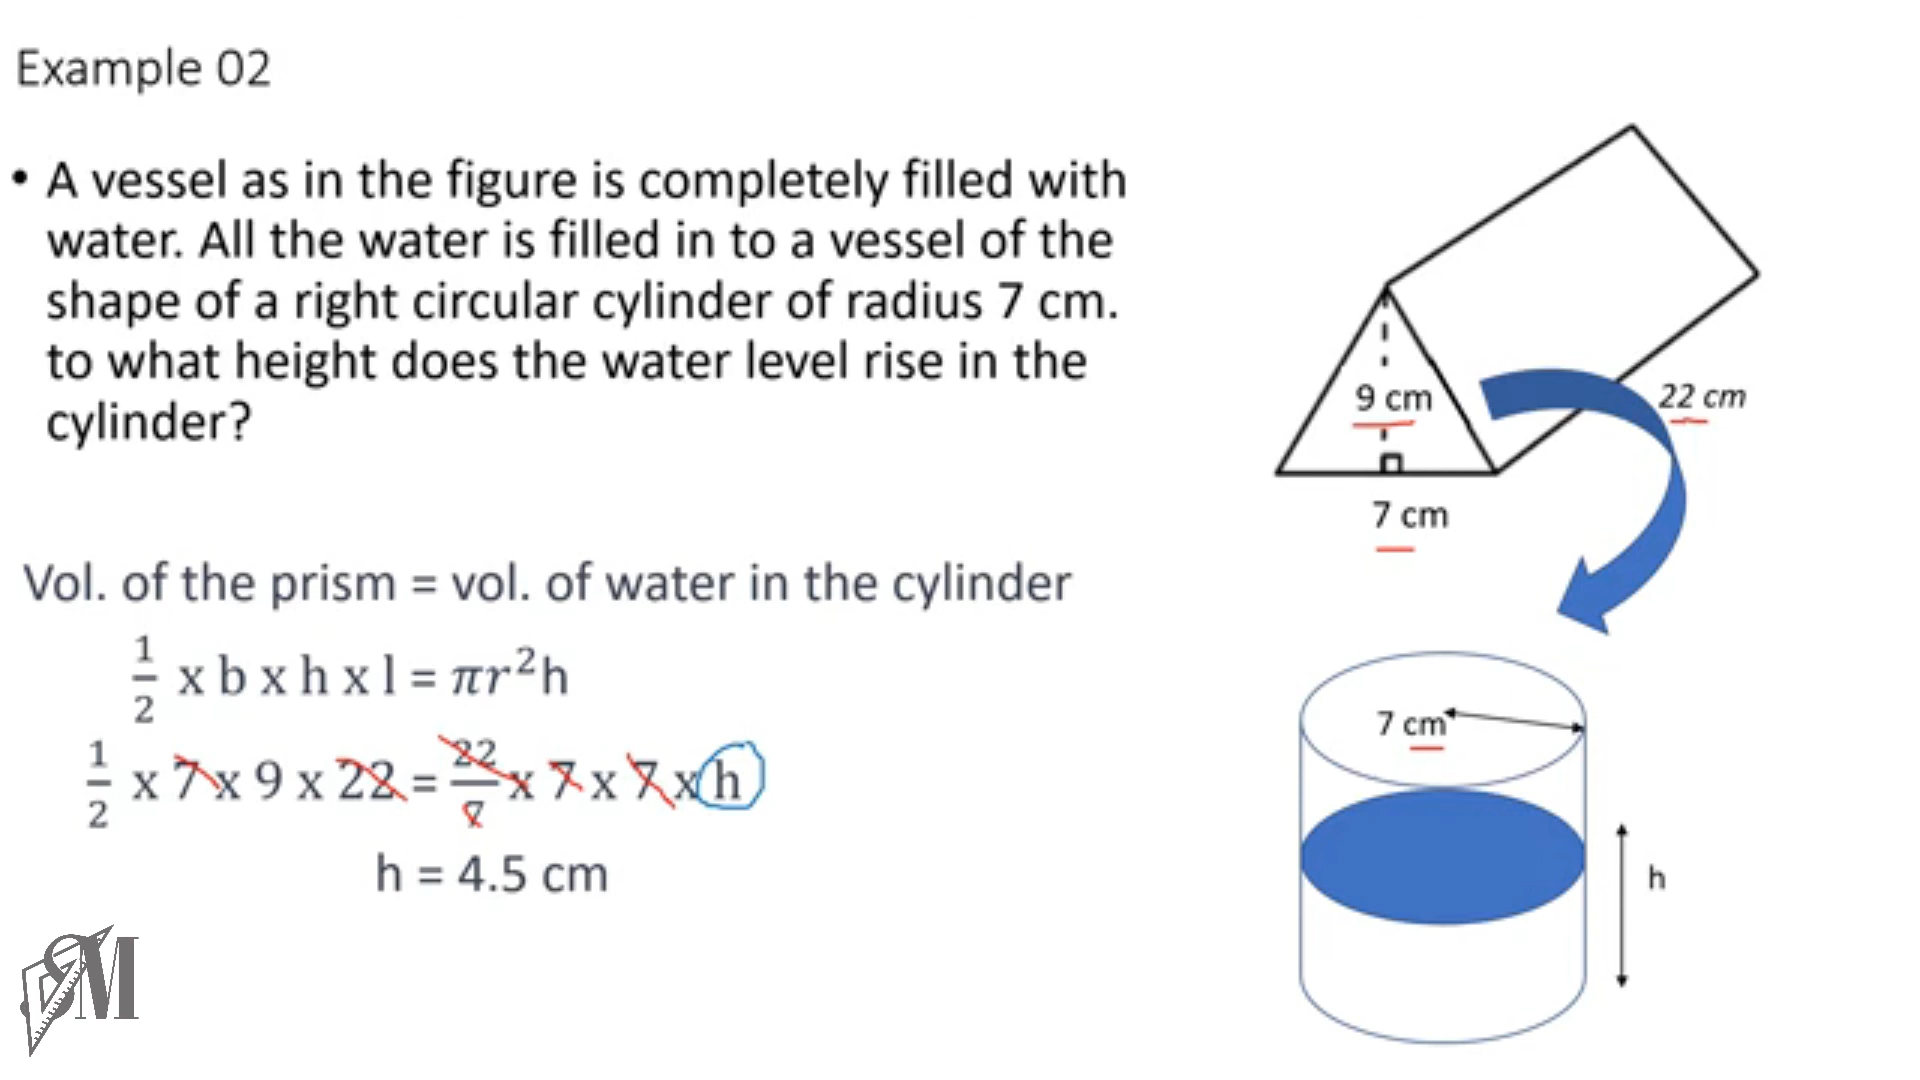 Example 02
• A vessel as in the figure is completely filled with
water. All the water is filled in to a vessel of the
shape of a right circular cylinder of radius 7 cm.
to what height does the water level rise in the
cylinder?
9 cm
22 cm
7 cm
Vol. of the prism = vol. of water in the cylinder
1/2 x b x h x l = πr²h
1/2 x 7 x 9 x 22 = 22/7 x 7 x 7 x h
h = 4.5 cm
7 cm
h
SM